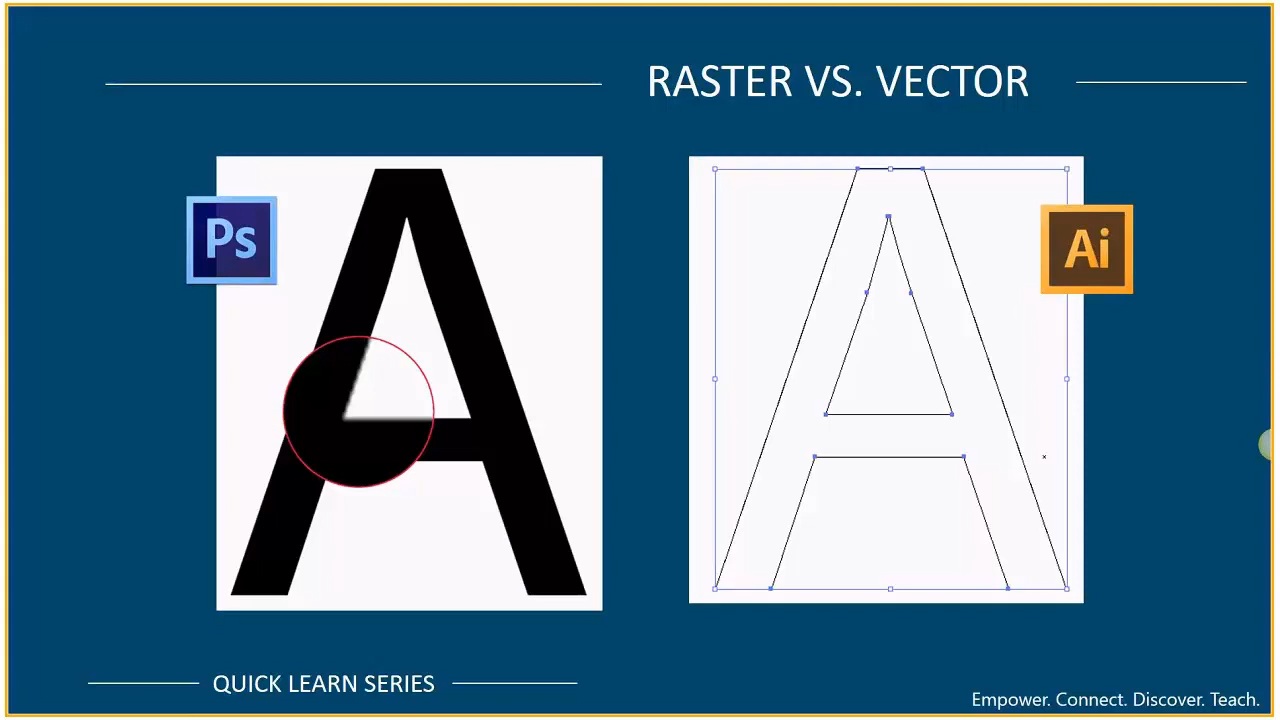 RASTER VS. VECTOR
Ps
A
A
Ai
QUICK LEARN SERIES
Empower. Connect. Discover. Teach.